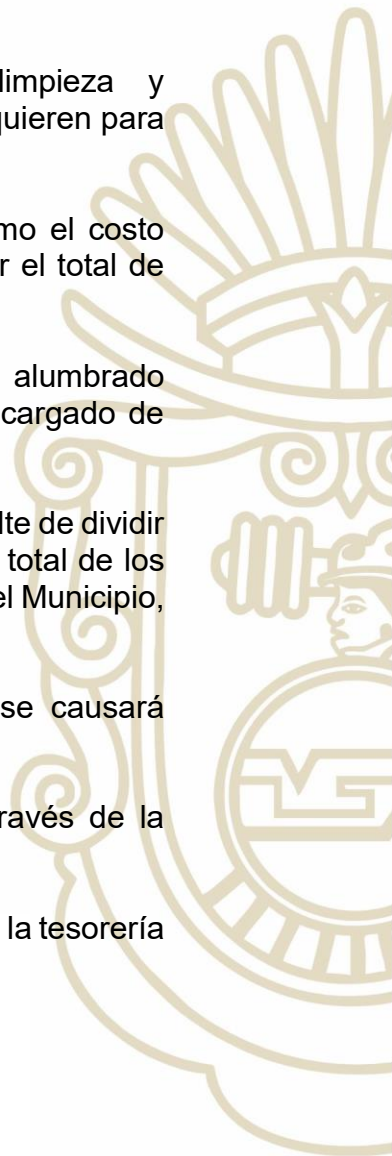 limpieza y
quieren para
mo el costo
r el total de
alumbrado
cargado de
lte de dividir
total de los
el Municipio,
se causará
ravés de la
la tesorería